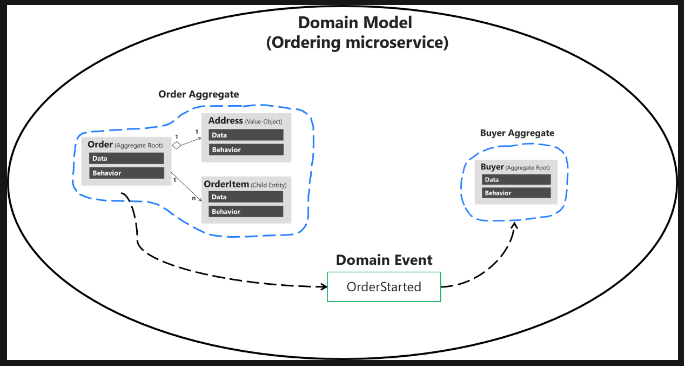 Domain Model
(Ordering microservice)
Order Aggregate
Address (Value-Object)
Data
Behavior
Order (Aggregate Root)
Data
Behavior
1
1
1
n
OrderItem (Child Entity)
Data
Behavior
Buyer Aggregate
Buyer (Aggregate Root)
Data
Behavior
Domain Event
OrderStarted